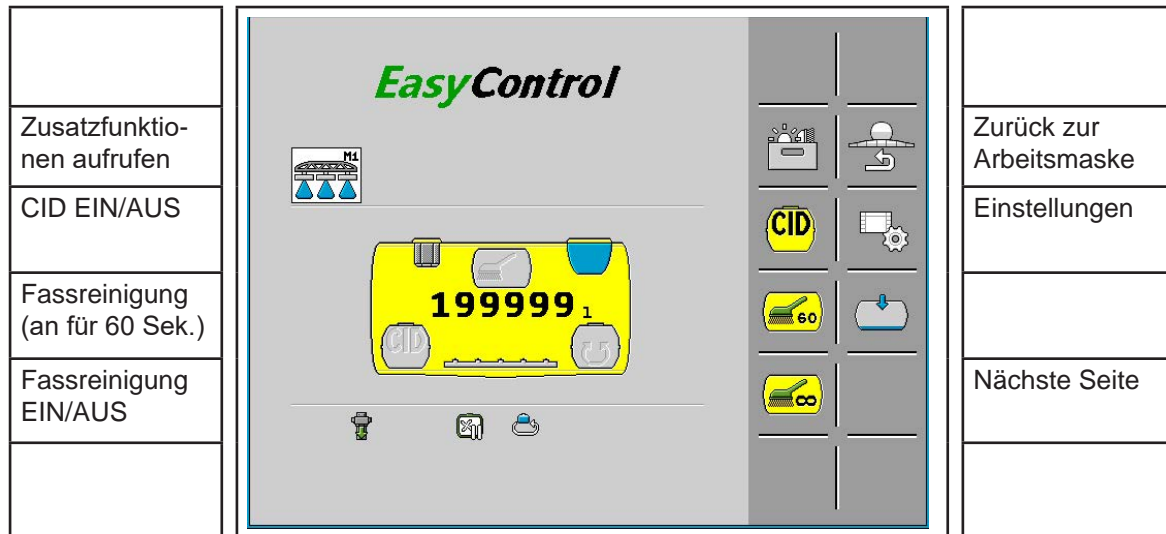 Zusatzfunktio-
nen aufrufen
CID EIN/AUS
Fassreinigung
(an für 60 Sek.)
Fassreinigung
EIN/AUS
EasyControl
M1
199999 l
CID
CID
60
∞
Zurück zur
Arbeitsmaske
Einstellungen
Nächste Seite